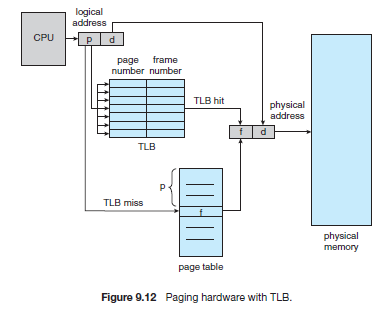 logical
address
CPU
p d
page frame
number number
TLB hit
physical
address
f d
TLB
p
TLB miss
f
physical
memory
page table
Figure 9.12 Paging hardware with TLB.